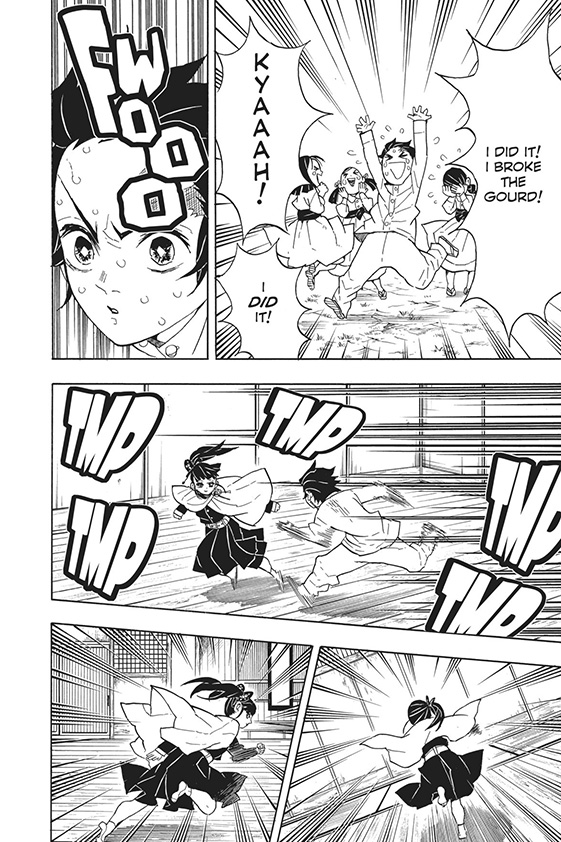 I DID IT!
I BROKE
THE
GOURD!
KYAAAH!
I
DID
IT!
FWOOOO
TMP
TMP
TMP
TMP
TMP